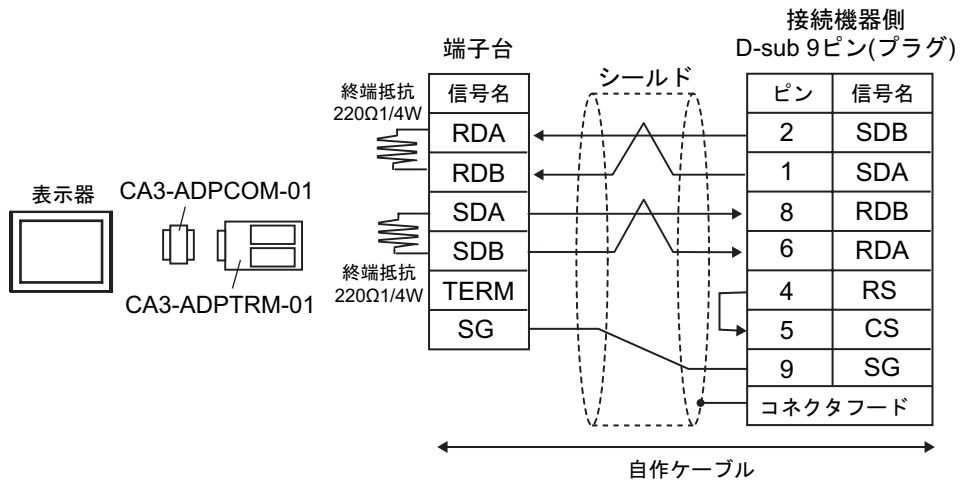 接続機器側
D-sub 9ピン(プラグ)
端子台
シールド
終端抵抗
220Ω1/4W
信号名
ピン 信号名
RDA
2 SDB
RDB
1 SDA
表示器
CA3-ADPCOM-01
SDA
8 RDB
SDB
6 RDA
終端抵抗
220Ω1/4W
CA3-ADPTRM-01
TERM
4 RS
SG
5 CS
9 SG
コネクタフード
自作ケーブル